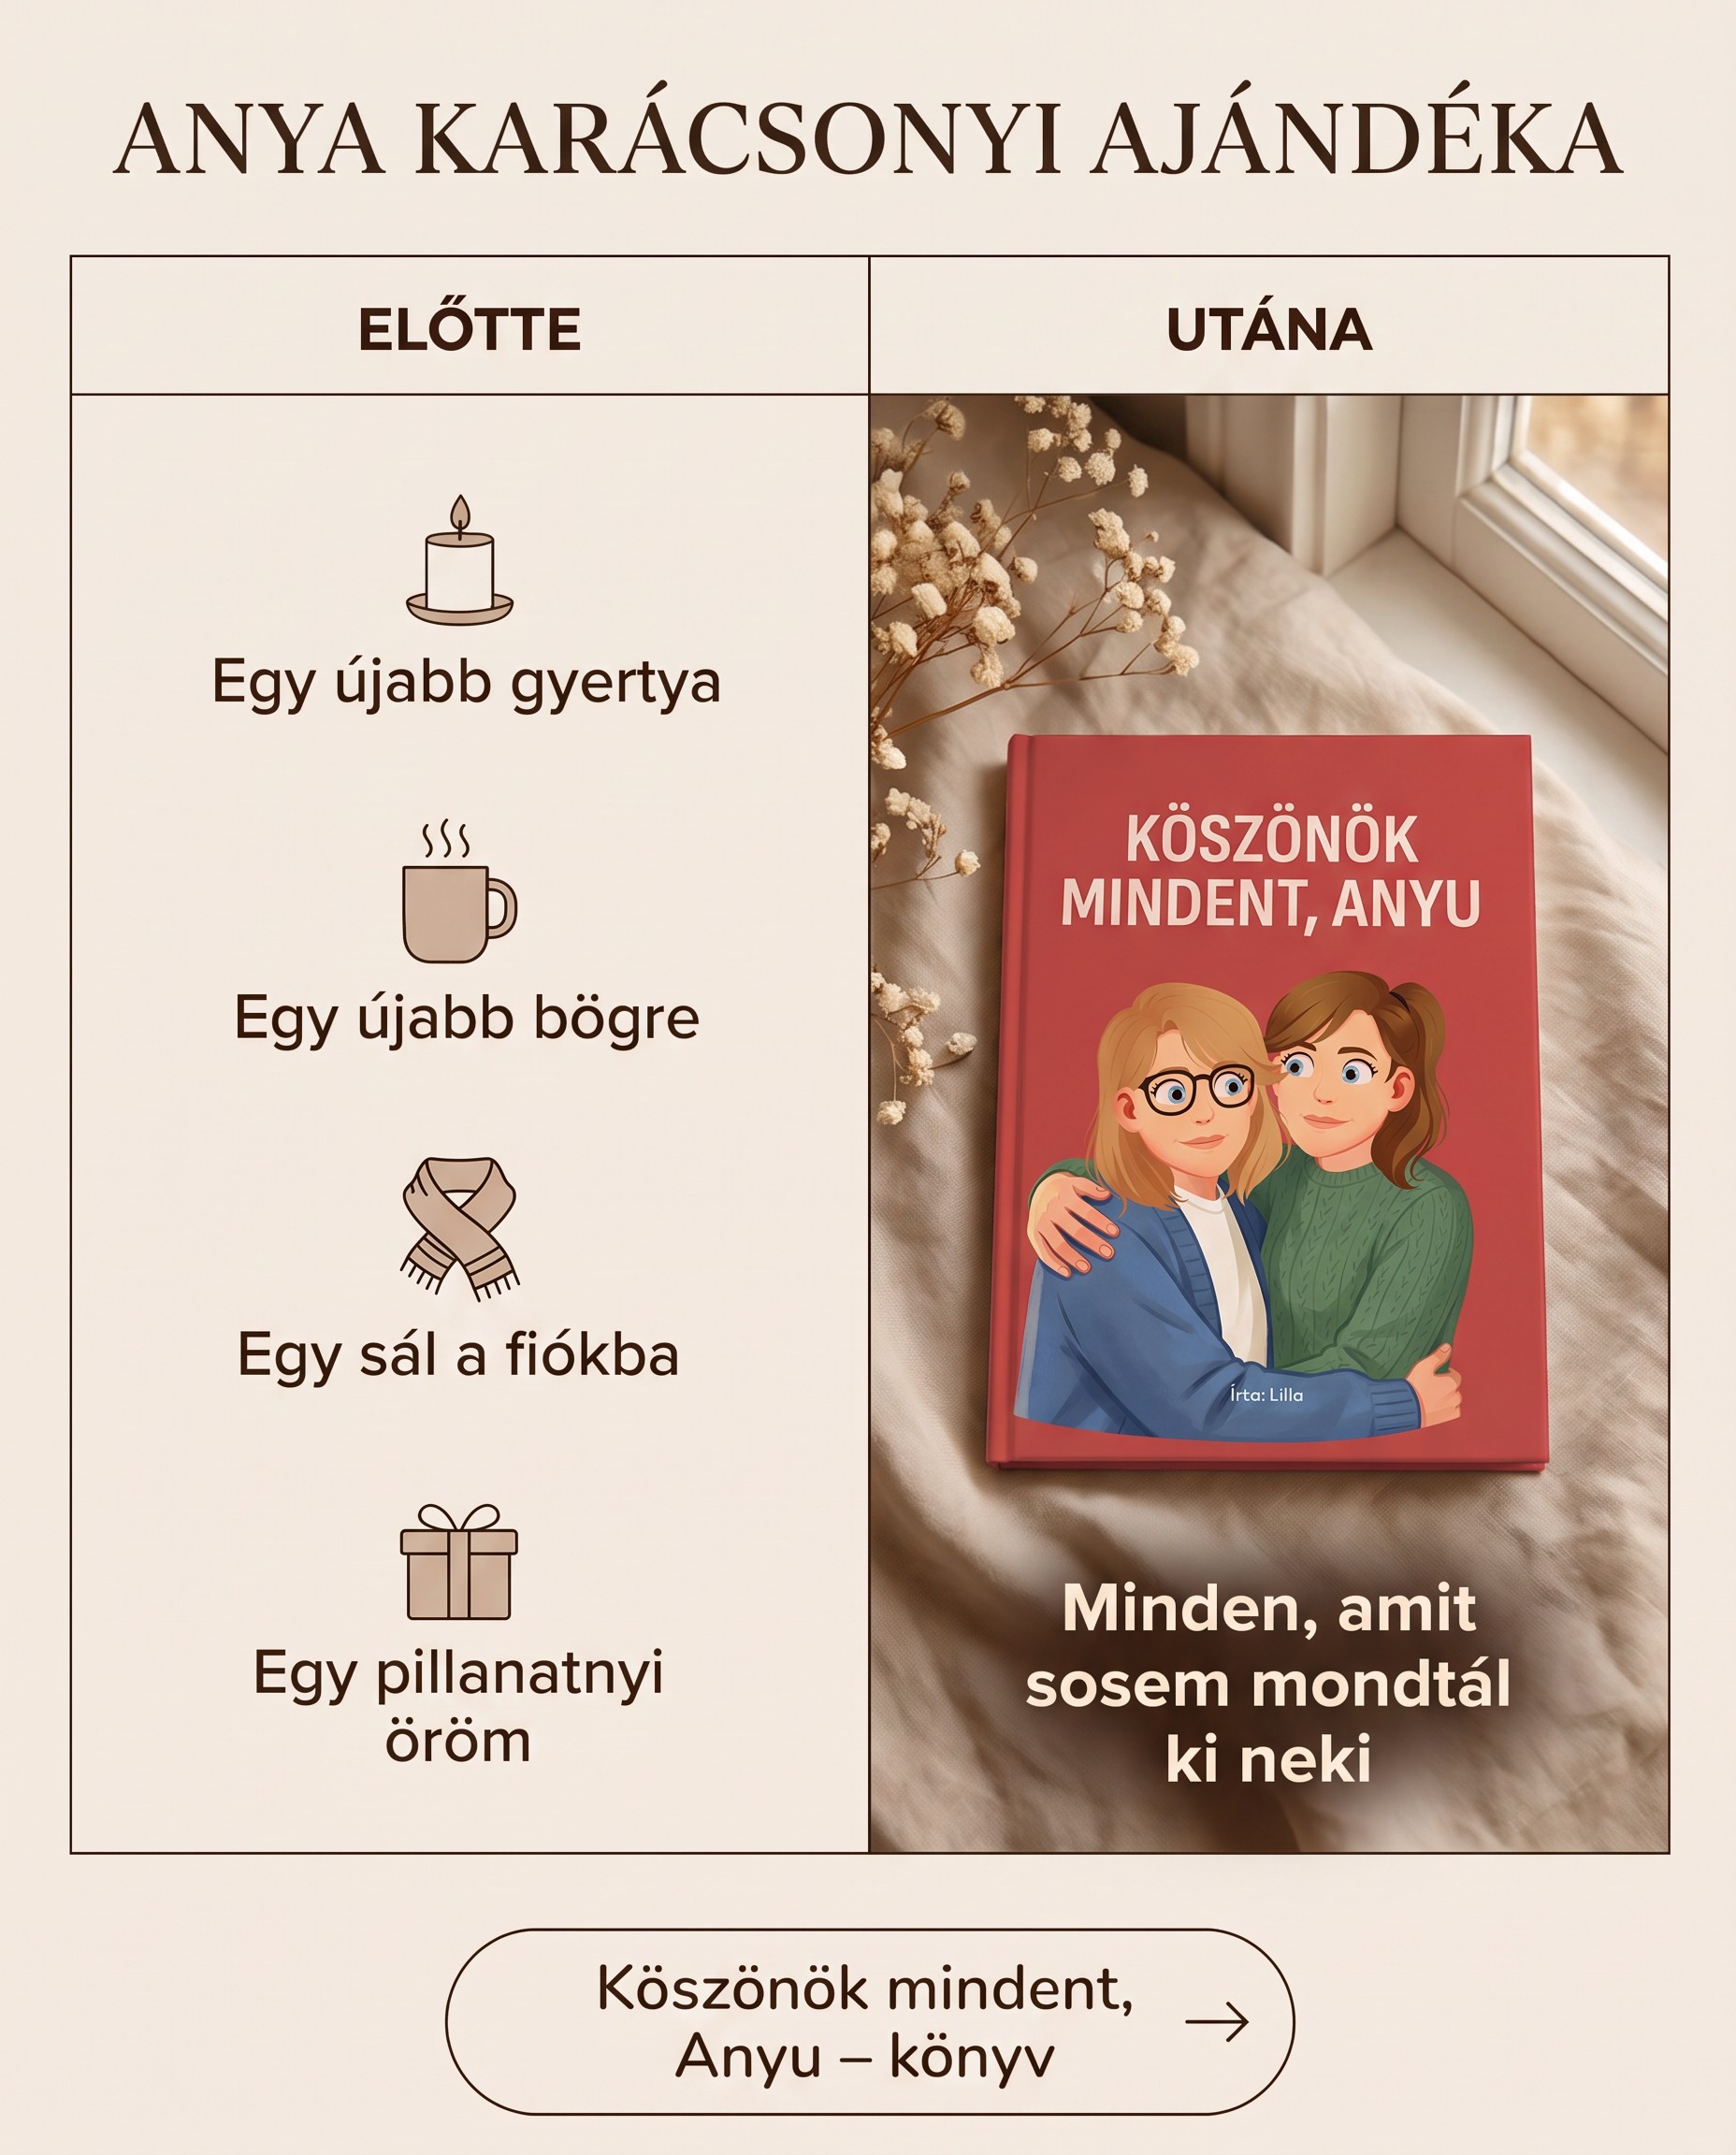 ANYA KARÁCSONYI AJÁNDÉKA
ELŐTTE
UTÁNA
Egy újabb gyertya
Egy újabb bögre
Egy sál a fiókba
Egy pillanatnyi
öröm
KÖSZÖNÖK
MINDENT, ANYU
Írta: Lilla
Minden, amit
sosem mondtál
ki neki
Köszönök mindent,
Anyu – könyv